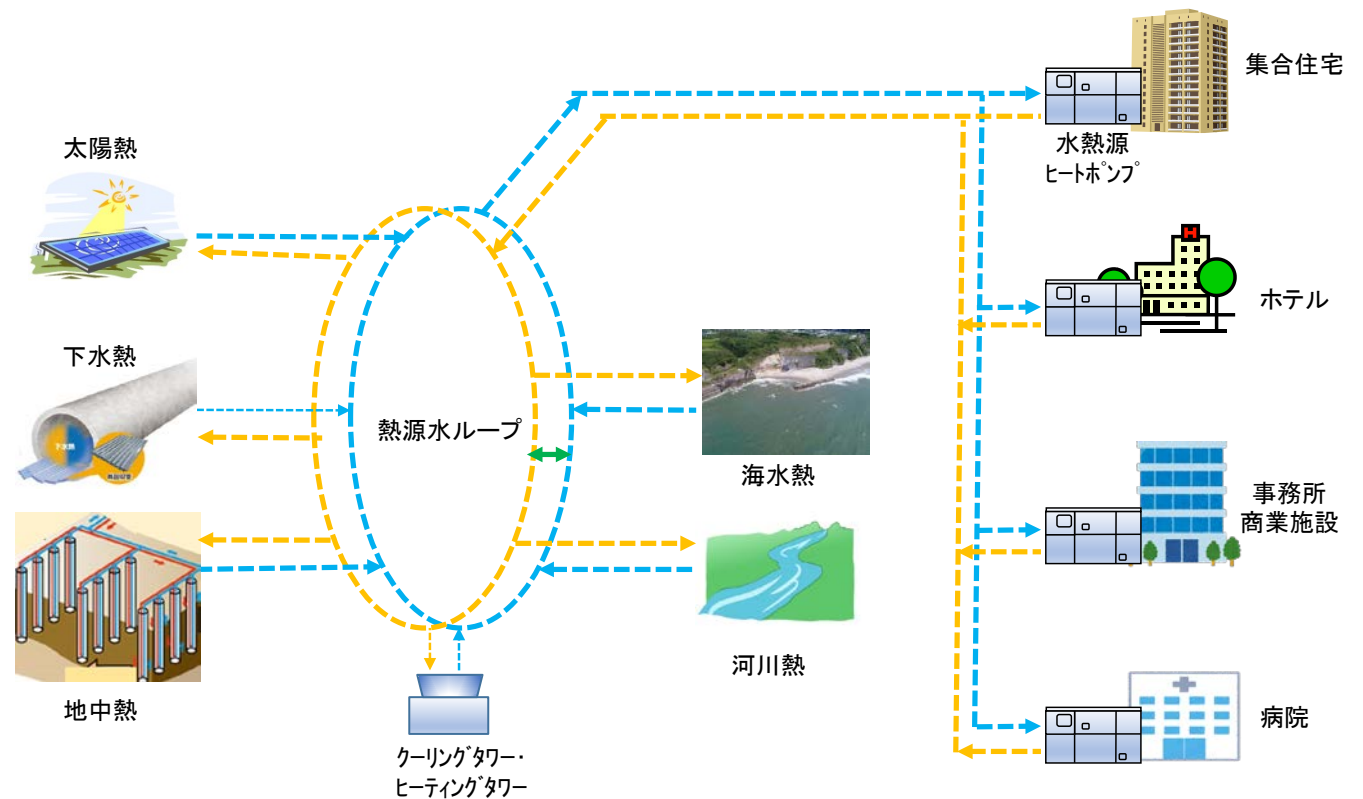 集合住宅
水熱源
ﾋｰﾄﾎﾟﾝﾌﾟ
太陽熱
ホテル
下水熱
下水熱
熱源水ループ
海水熱
事務所
商業施設
河川熱
地中熱
病院
ｸｰﾘﾝｸﾞﾀﾜｰ･
ﾋｰﾃｨﾝｸﾞﾀﾜｰ
H